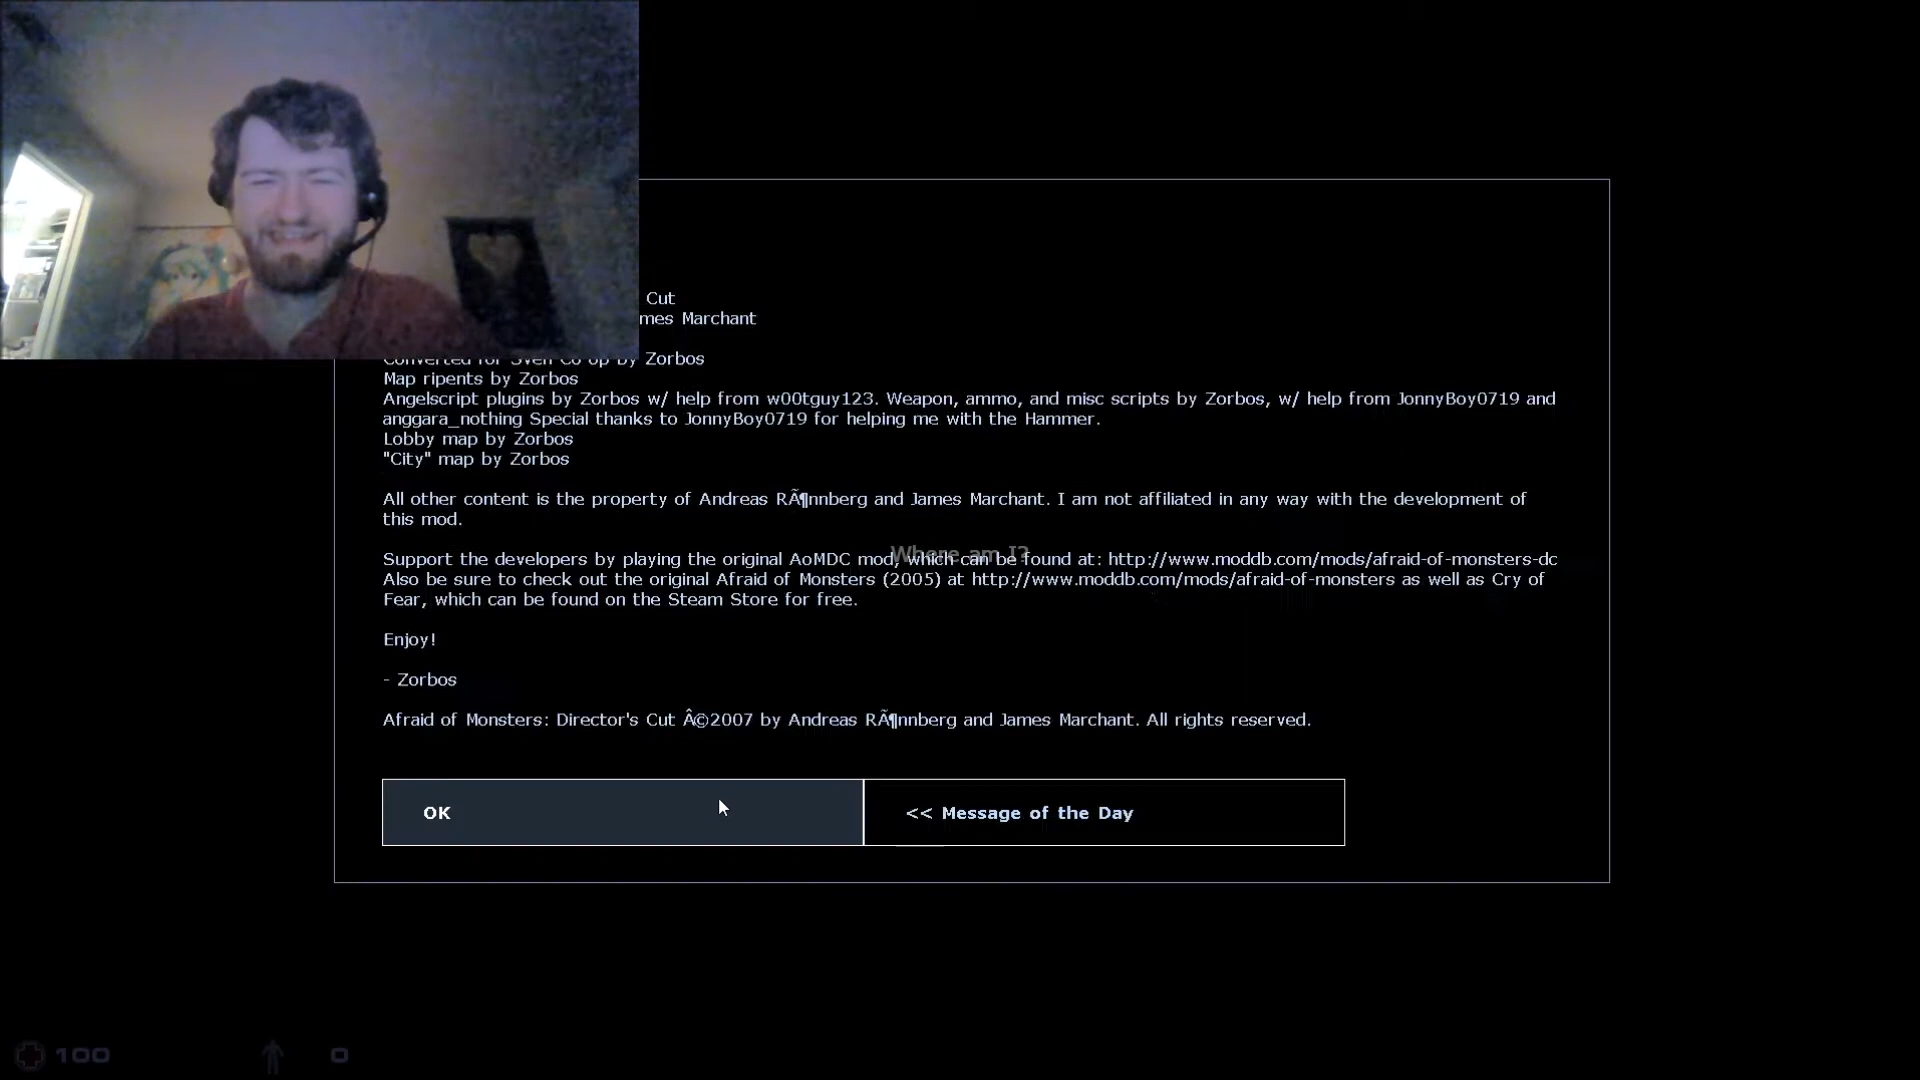 Cut
mes Marchant
Converted for Sven Co-op by Zorbos
Map ripents by Zorbos
Angelscript plugins by Zorbos w/ help from w00tguy123. Weapon, ammo, and misc scripts by Zorbos, w/ help from JonnyBoy0719 and
anggara_nothing Special thanks to JonnyBoy0719 for helping me with the Hammer.
Lobby map by Zorbos
"City" map by Zorbos
All other content is the property of Andreas RÃ¶nnberg and James Marchant. I am not affiliated in any way with the development of
this mod.
Where am I?
Support the developers by playing the original AoMDC mod, which can be found at: http://www.moddb.com/mods/afraid-of-monsters-dc
Also be sure to check out the original Afraid of Monsters (2005) at http://www.moddb.com/mods/afraid-of-monsters as well as Cry of
Fear, which can be found on the Steam Store for free.
Enjoy!
- Zorbos
Afraid of Monsters: Director's Cut Â©2007 by Andreas RÃ¶nnberg and James Marchant. All rights reserved.
OK
<< Message of the Day
100
0